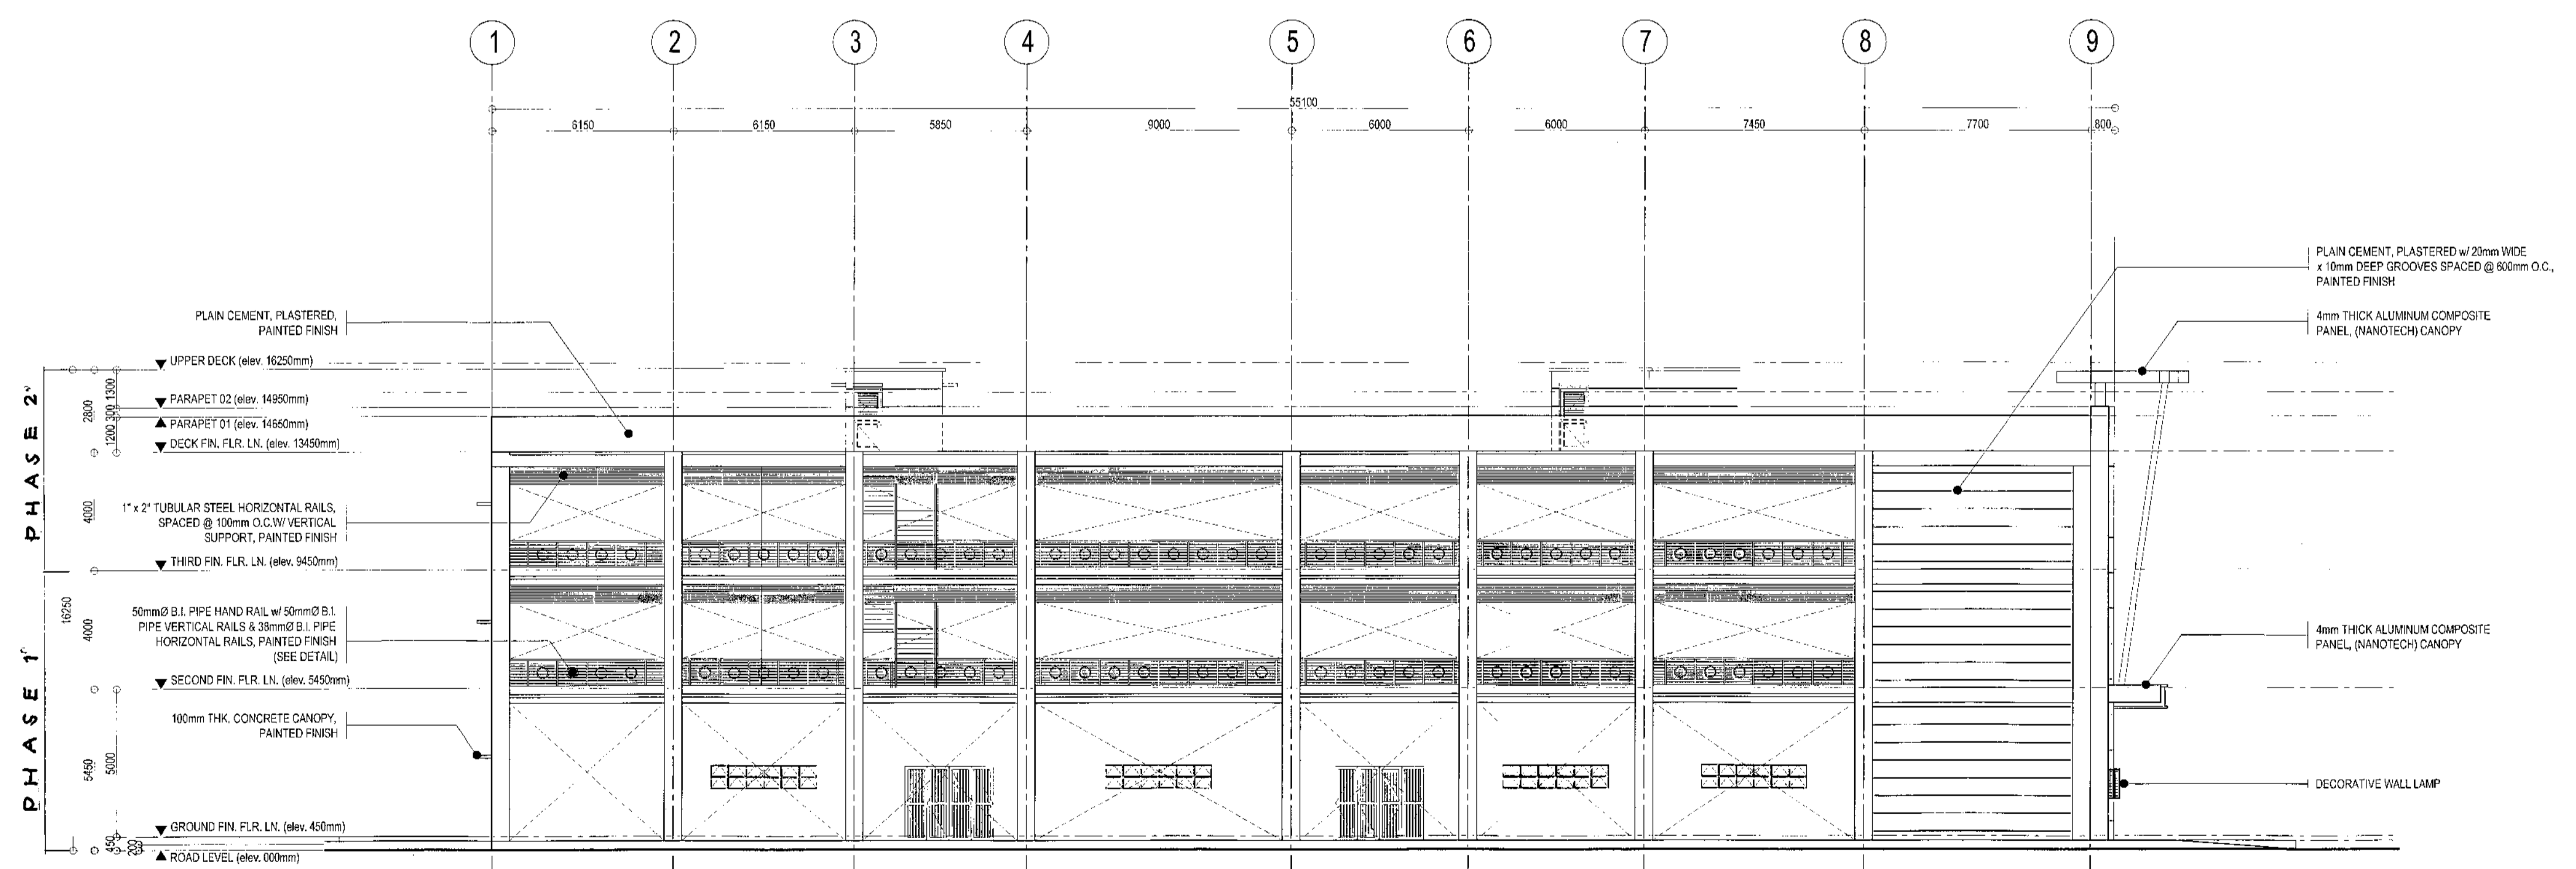 1 2 3 4 5 6 7 8 9
55100
6150 6150 5850 9000 6000 6000 7450 7700 800
PLAIN CEMENT, PLASTERED w/ 20mm WIDE
x 10mm DEEP GROOVES SPACED @ 600mm O.C.,
PAINTED FINISH
4mm THICK ALUMINUM COMPOSITE
PANEL, (NANOTECH) CANOPY
4mm THICK ALUMINUM COMPOSITE
PANEL, (NANOTECH) CANOPY
DECORATIVE WALL LAMP
PLAIN CEMENT, PLASTERED,
PAINTED FINISH
UPPER DECK (elev. 16250mm)
PARAPET 02 (elev. 14950mm)
PARAPET 01 (elev. 14650mm)
DECK FIN. FLR. LN. (elev. 13450mm)
1" x 2" TUBULAR STEEL HORIZONTAL RAILS,
SPACED @ 100mm O.C.W/ VERTICAL
SUPPORT, PAINTED FINISH
THIRD FIN. FLR. LN. (elev. 9450mm)
50mmØ B.I. PIPE HAND RAIL w/ 50mmØ B.I.
PIPE VERTICAL RAILS & 38mmØ B.I. PIPE
HORIZONTAL RAILS, PAINTED FINISH
(SEE DETAIL)
SECOND FIN. FLR. LN. (elev. 5450mm)
100mm THK. CONCRETE CANOPY,
PAINTED FINISH
GROUND FIN. FLR. LN. (elev. 450mm)
ROAD LEVEL (elev. 000mm)
PHASE 2
PHASE 1
16250
2800
1300
300
1200
4000
4000
5450
5000
450
200